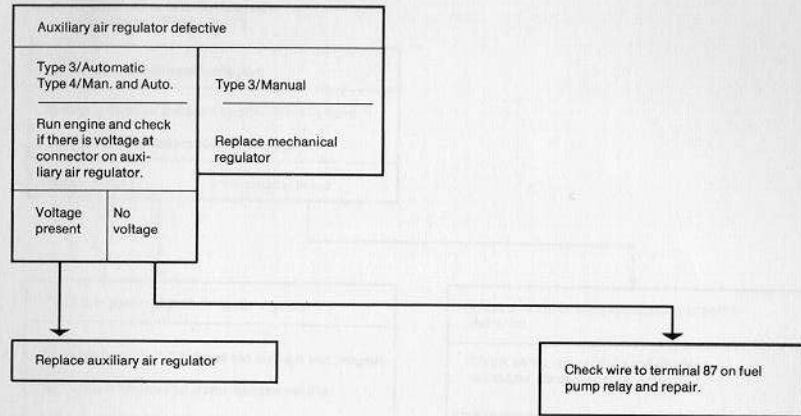 Auxiliary air regulator defective
Type 3/Automatic
Type 4/Man. and Auto.
Run engine and check
if there is voltage at
connector on auxi-
liary air regulator.
Type 3/Manual
Replace mechanical
regulator
Voltage
present
No
voltage
Replace auxiliary air regulator
Check wire to terminal 87 on fuel
pump relay and repair.